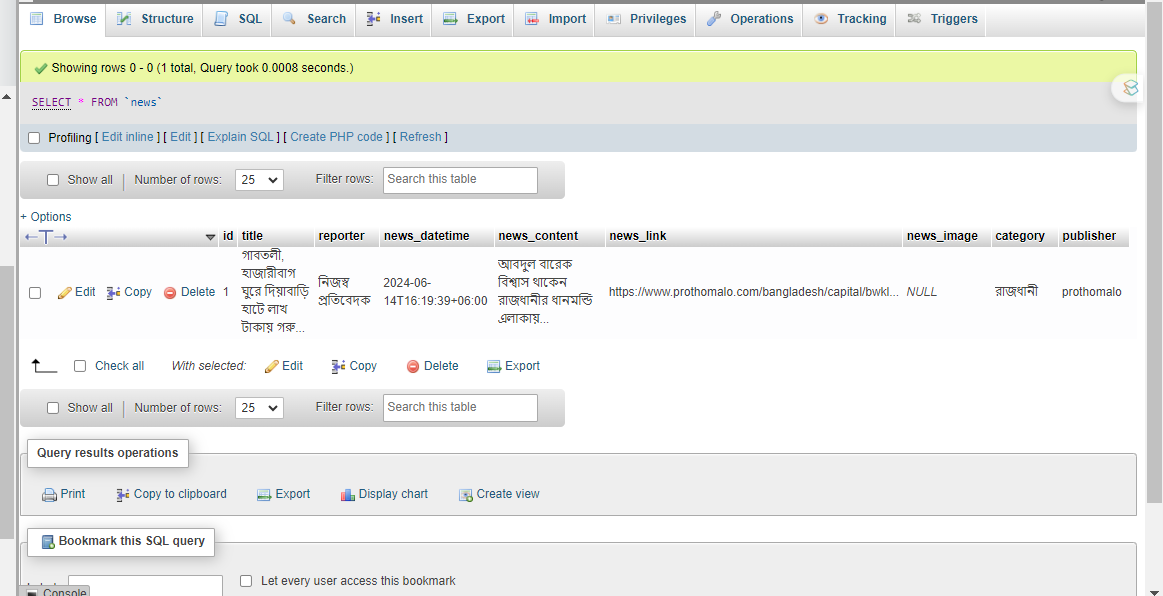 Browse Structure SQL Search Insert Export Import Privileges Operations Tracking Triggers
Showing rows 0 - 0 (1 total, Query took 0.0008 seconds.)
SELECT * FROM `news`
Profiling [ Edit inline ] [ Edit ] [ Explain SQL ] [ Create PHP code ] [ Refresh ]
Show all | Number of rows: 25 Filter rows: Search this table
+ Options
←T→ id title reporter news_datetime news_content news_link news_image category publisher
Edit Copy Delete 1
গাবতলী,
হাজারীবাগ
ঘুরে দিয়াবাড়ি
হাটে লাখ
টাকায় গরু...
নিজস্ব
প্রতিবেদক
2024-06-
14T16:19:39+06:00
আবদুল বারেক
বিশ্বাস থাকেন
রাজধানীর ধানমন্ডি
এলাকায়...
https://www.prothomalo.com/bangladesh/capital/bwkl...
NULL
রাজধানী
prothomalo
Check all With selected: Edit Copy Delete Export
Show all | Number of rows: 25 Filter rows: Search this table
Query results operations
Print Copy to clipboard Export Display chart Create view
Bookmark this SQL query
Let every user access this bookmark
Console